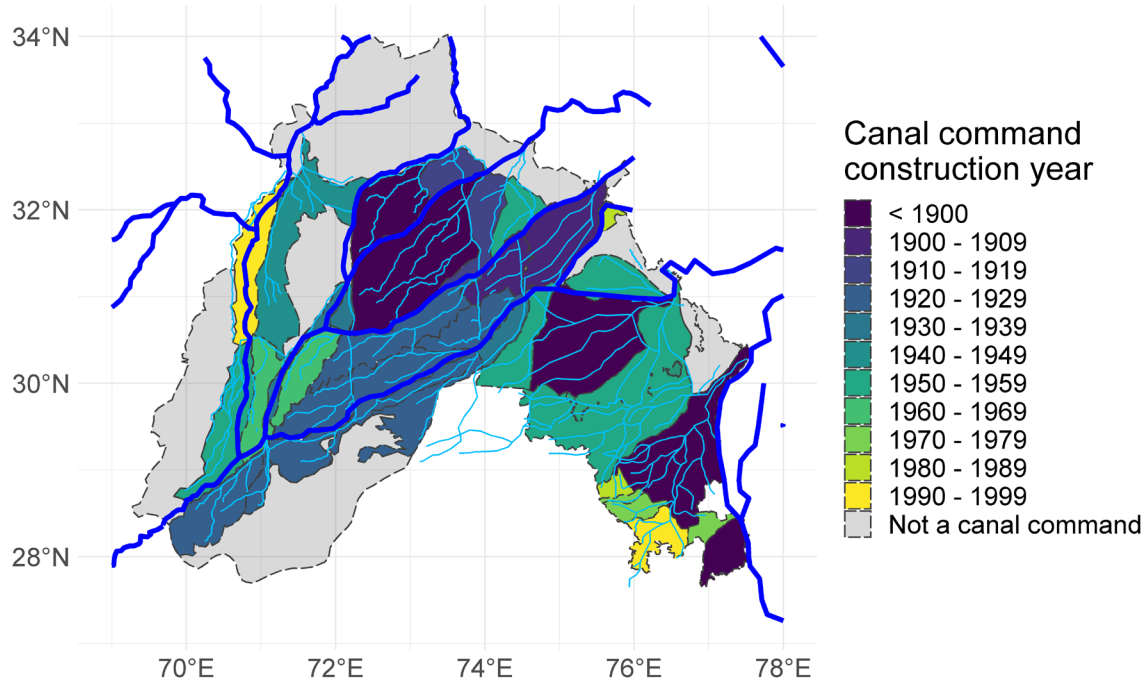 34°N
32°N
30°N
28°N
70°E
72°E
74°E
76°E
78°E
Canal command
construction year
< 1900
1900 - 1909
1910 - 1919
1920 - 1929
1930 - 1939
1940 - 1949
1950 - 1959
1960 - 1969
1970 - 1979
1980 - 1989
1990 - 1999
Not a canal command